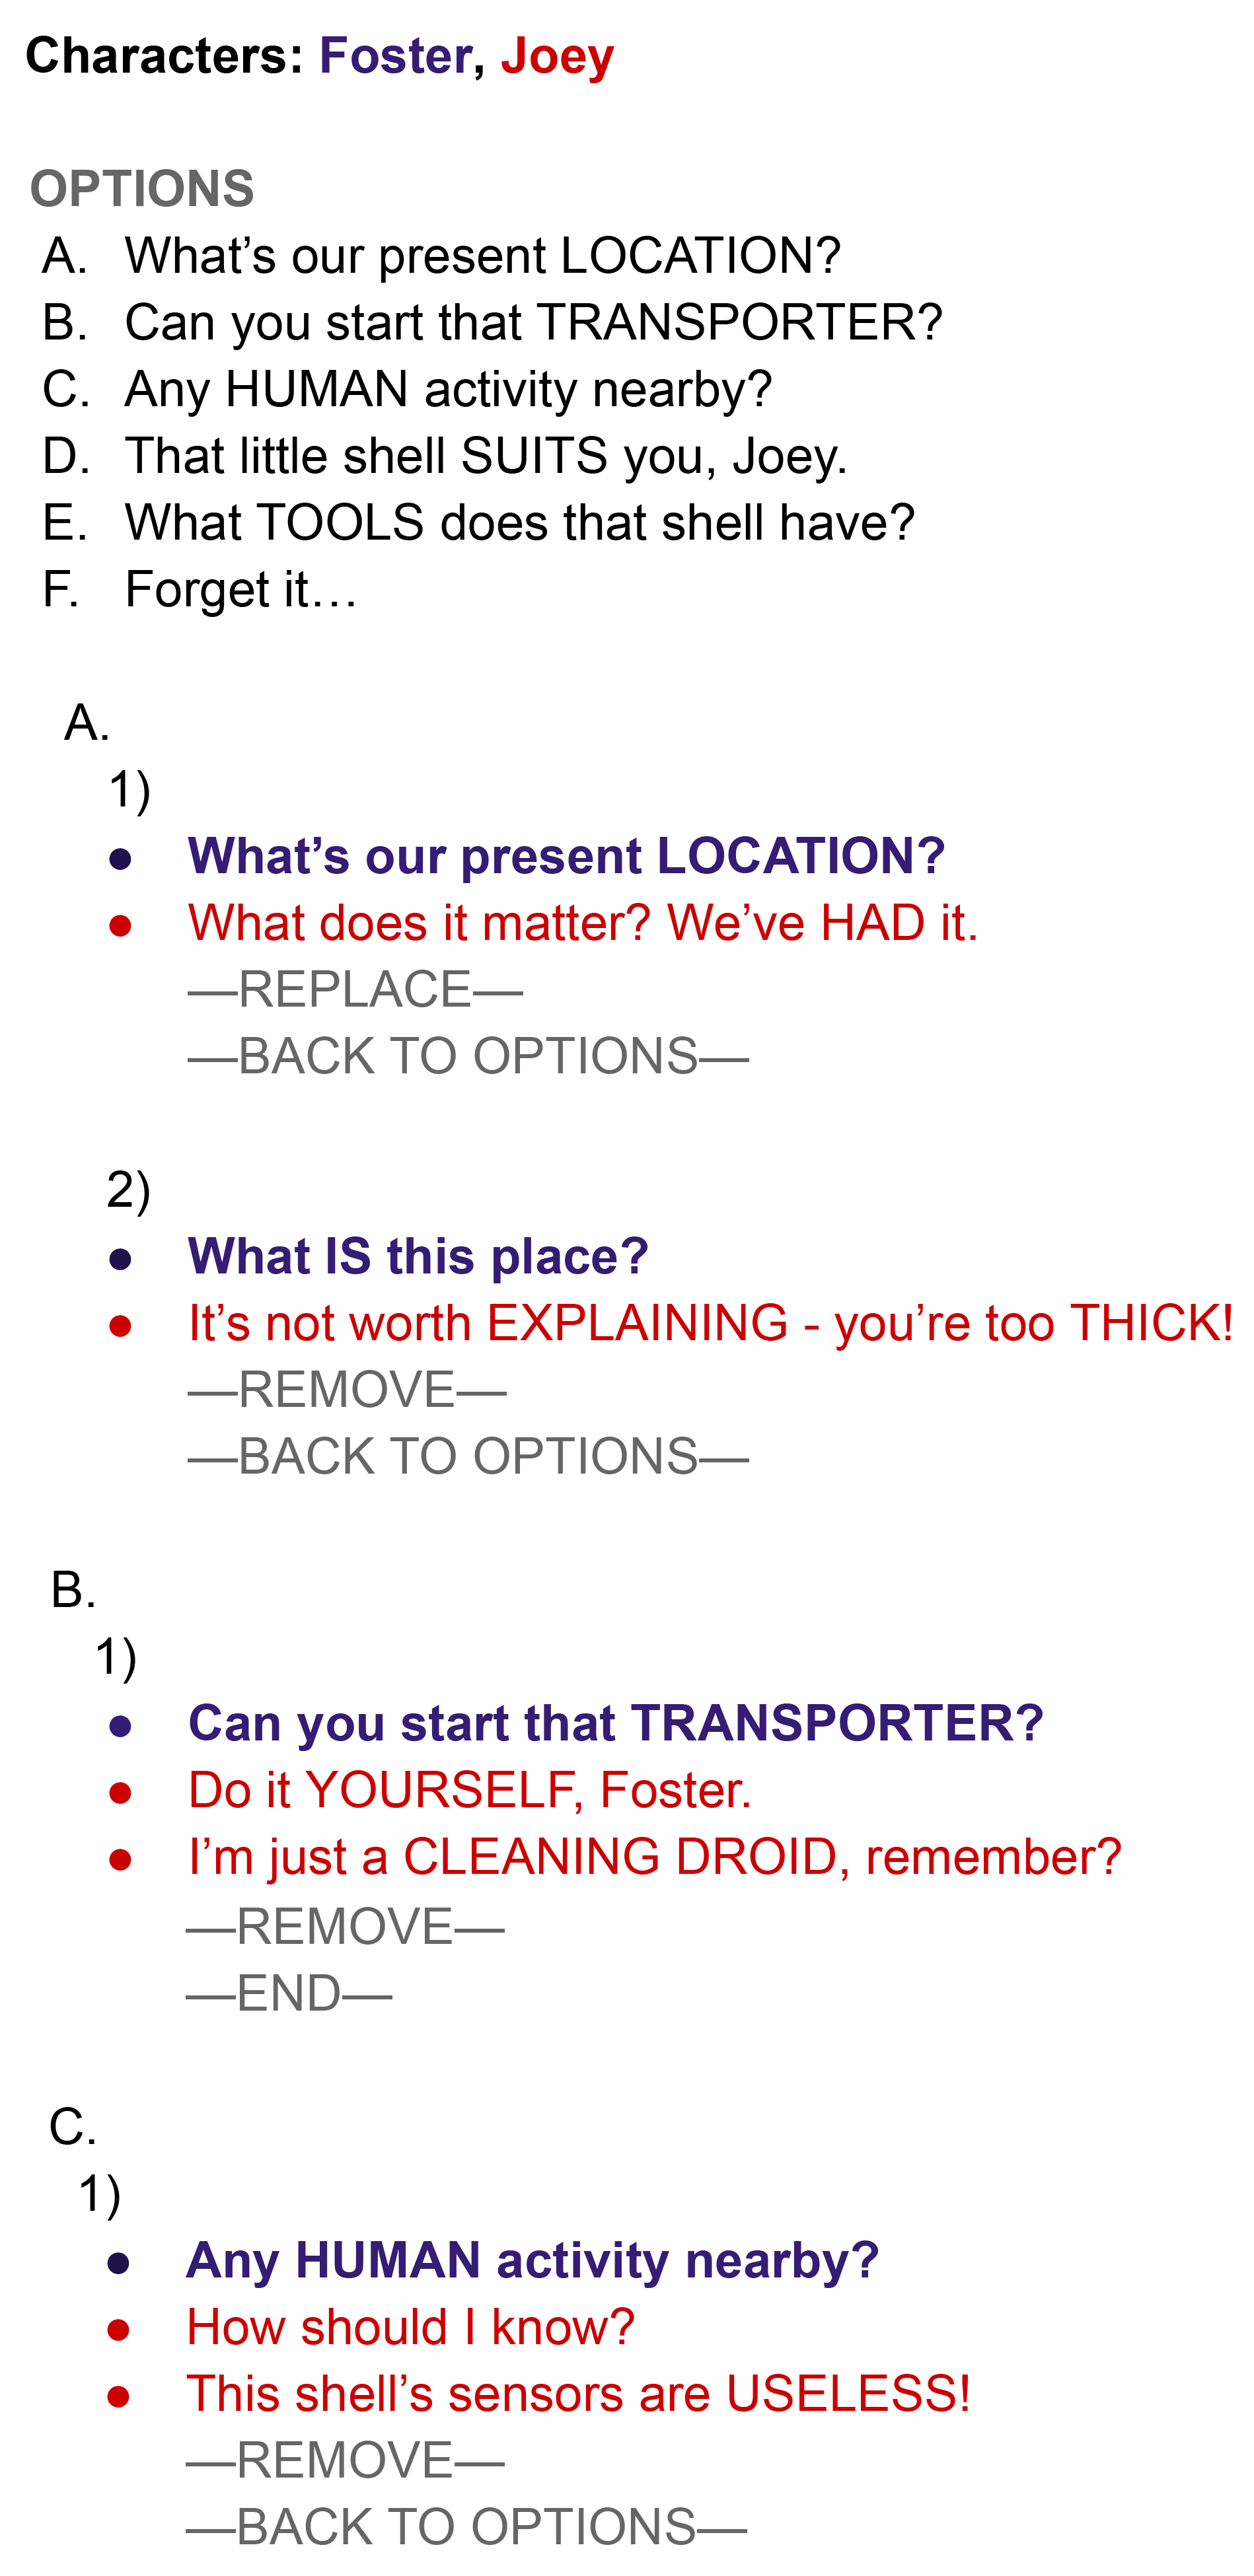 Characters: Foster, Joey
OPTIONS
A. What’s our present LOCATION?
B. Can you start that TRANSPORTER?
C. Any HUMAN activity nearby?
D. That little shell SUITS you, Joey.
E. What TOOLS does that shell have?
F. Forget it…
A.
1)
● What’s our present LOCATION?
● What does it matter? We’ve HAD it.
—REPLACE—
—BACK TO OPTIONS—
2)
● What IS this place?
● It’s not worth EXPLAINING - you’re too THICK!
—REMOVE—
—BACK TO OPTIONS—
B.
1)
● Can you start that TRANSPORTER?
● Do it YOURSELF, Foster.
● I’m just a CLEANING DROID, remember?
—REMOVE—
—END—
C.
1)
● Any HUMAN activity nearby?
● How should I know?
● This shell’s sensors are USELESS!
—REMOVE—
—BACK TO OPTIONS—